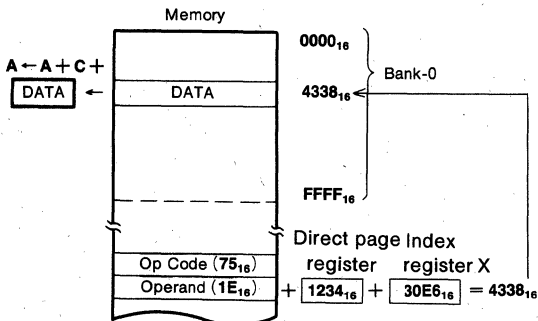 Memory
0000₁₆
A←A+C+
Bank-0
DATA ← DATA 4338₁₆
FFFF₁₆
Direct page Index
register register X
Op Code (75₁₆)
Operand (1E₁₆) + 1234₁₆ + 30E6₁₆ = 4338₁₆